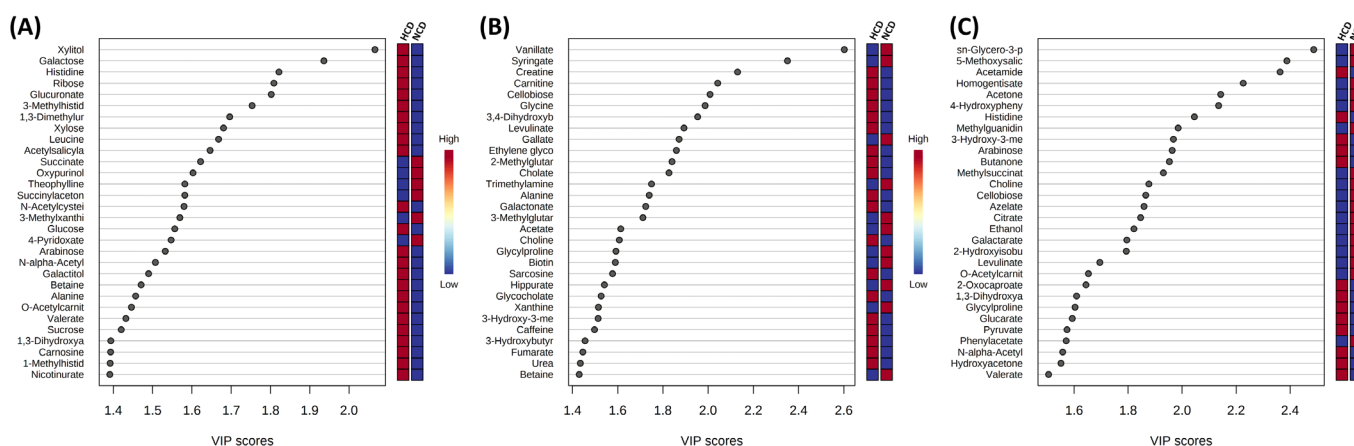 (A)
HCD
NCD
Xylitol
Galactose
Histidine
Ribose
Glucuronate
3-Methylhistid
1,3-Dimethylur
Xylose
Leucine
Acetylsalicyla
Succinate
Oxypurinol
Theophylline
Succinylaceton
N-Acetylcystei
3-Methylxanthi
Glucose
4-Pyridoxate
Arabinose
N-alpha-Acetyl
Galactitol
Betaine
Alanine
O-Acetylcarnit
Valerate
Sucrose
1,3-Dihydroxya
Carnosine
1-Methylhistid
Nicotinurate
High
Low
1.4 1.5 1.6 1.7 1.8 1.9 2.0
VIP scores
(B)
HCD
NCD
Vanillate
Syringate
Creatine
Carnitine
Cellobiose
Glycine
3,4-Dihydroxyb
Levulinate
Gallate
Ethylene glyco
2-Methylglutar
Cholate
Trimethylamine
Alanine
Galactonate
3-Methylglutar
Acetate
Choline
Glycylproline
Biotin
Sarcosine
Hippurate
Glycocholate
Xanthine
3-Hydroxy-3-me
Caffeine
3-Hydroxybutyr
Fumarate
Urea
Betaine
High
Low
1.4 1.6 1.8 2.0 2.2 2.4 2.6
VIP scores
(C)
HCD
sn-Glycero-3-p
5-Methoxysalic
Acetamide
Homogentisate
Acetone
4-Hydroxypheny
Histidine
Methylguanidin
3-Hydroxy-3-me
Arabinose
Butanone
Methylsuccinat
Choline
Cellobiose
Azelate
Citrate
Ethanol
Galactarate
2-Hydroxyisobu
Levulinate
O-Acetylcarnit
2-Oxocaproate
1,3-Dihydroxya
Glycylproline
Glucarate
Pyruvate
Phenylacetate
N-alpha-Acetyl
Hydroxyacetone
Valerate
1.6 1.8 2.0 2.2 2.4
VIP scores